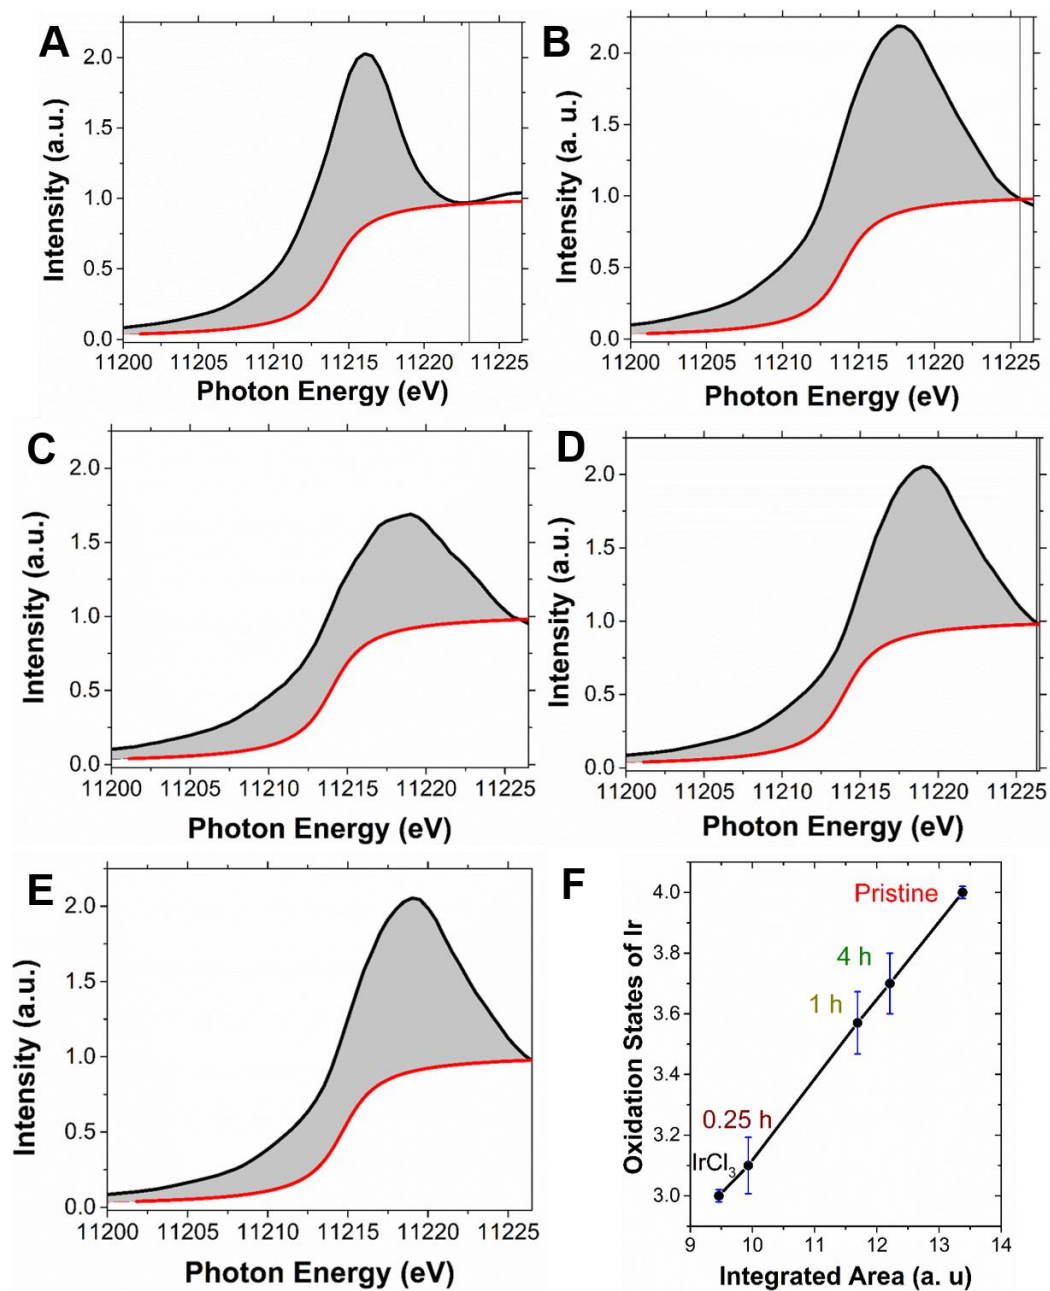 A
Intensity (a.u.)
2.0
1.5
1.0
0.5
0.0
11200 11205 11210 11215 11220 11225
Photon Energy (eV)
B
Intensity (a. u.)
2.0
1.5
1.0
0.5
0.0
11200 11205 11210 11215 11220 11225
Photon Energy (eV)
C
Intensity (a.u.)
2.0
1.5
1.0
0.5
0.0
11200 11205 11210 11215 11220 11225
Photon Energy (eV)
D
Intensity (a.u.)
2.0
1.5
1.0
0.5
0.0
11200 11205 11210 11215 11220 11225
Photon Energy (eV)
E
Intensity (a.u.)
2.0
1.5
1.0
0.5
0.0
11200 11205 11210 11215 11220 11225
Photon Energy (eV)
F
Oxidation States of Ir
4.0
3.8
3.6
3.4
3.2
3.0
Pristine
4 h
1 h
0.25 h
IrCl3
9 10 11 12 13 14
Integrated Area (a. u)